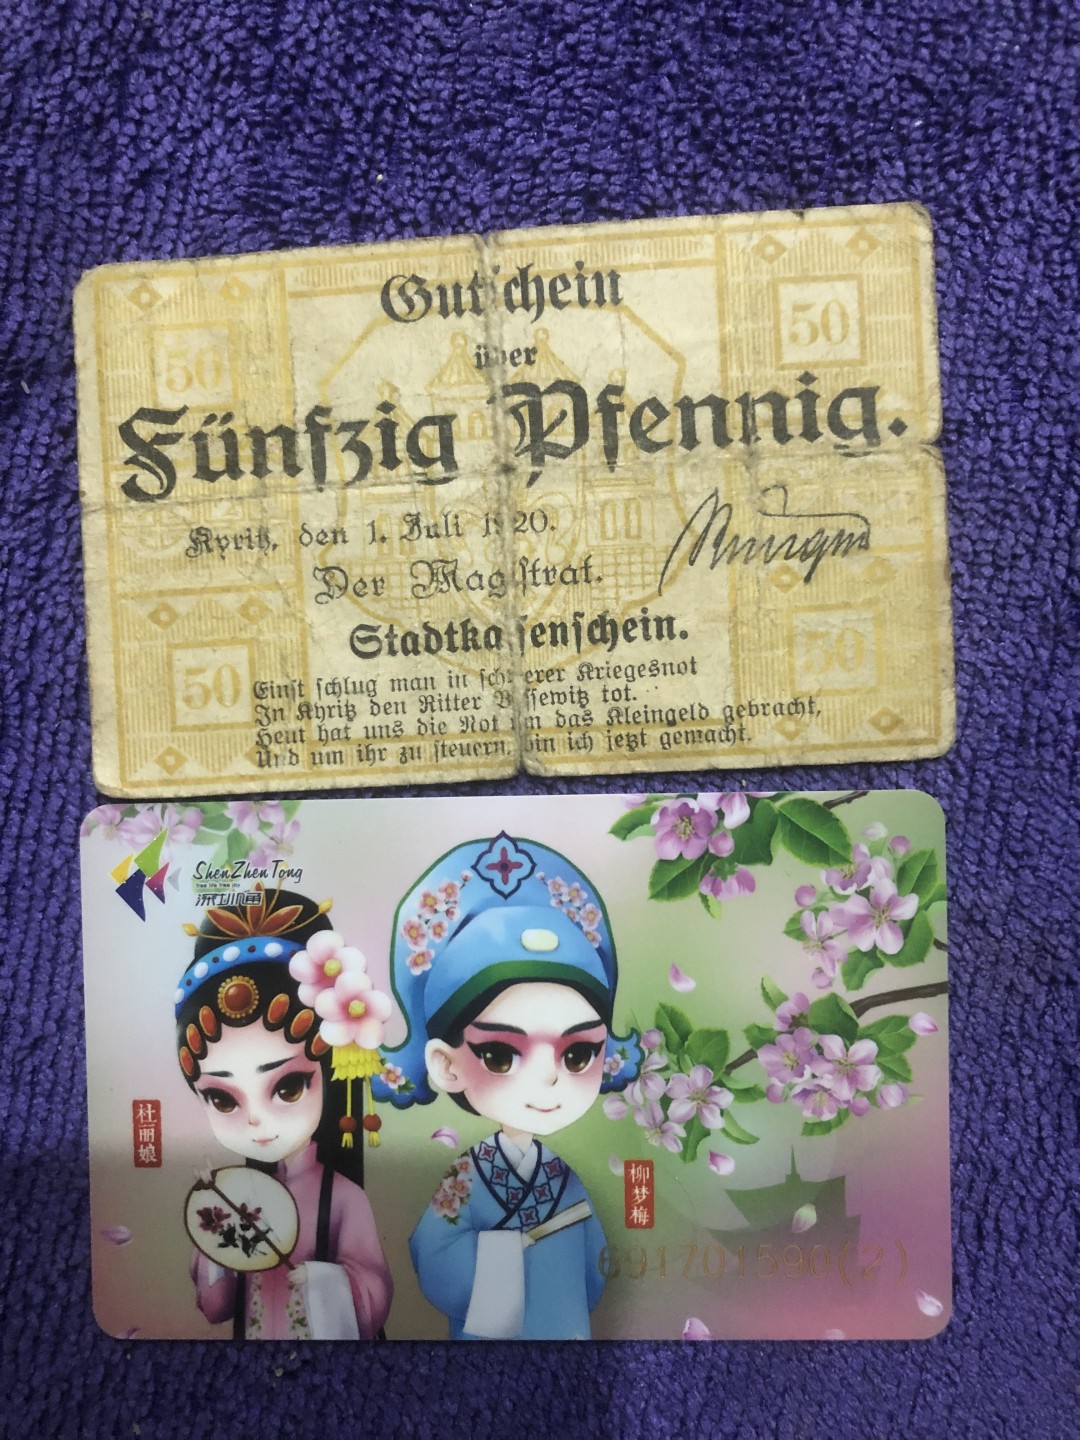 Gutschein
über
Fünfzig Pfennig.
50
50
50
50
Kyritz, den 1. Juli 1920.
Der Magistrat.
Stadtkassenschein.
Einst schlug man in schwerer Kriegesnot
In Kyritz den Ritter Bassewitz tot.
Heut hat uns die Not um das Kleingeld gebracht,
Und um ihr zu steuern, bin ich jetzt gemacht.
ShenZhenTong
深圳通
杜丽娘
柳梦梅
691701590(2)